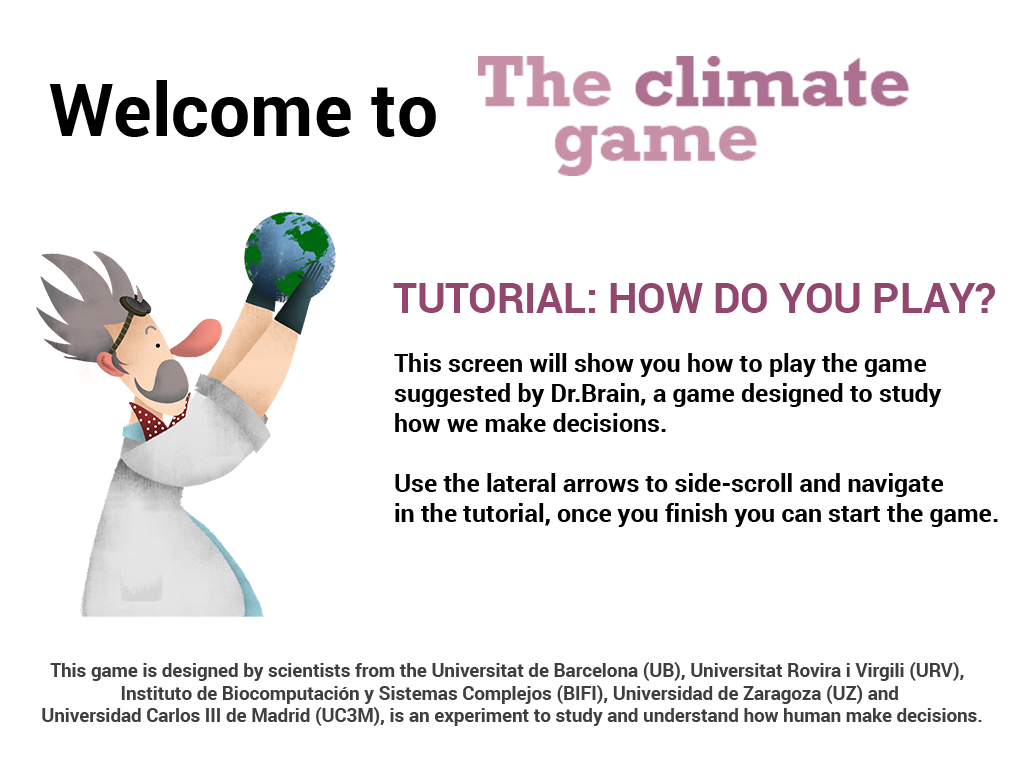 Welcome to The climate game
TUTORIAL: HOW DO YOU PLAY?
This screen will show you how to play the game
suggested by Dr.Brain, a game designed to study
how we make decisions.
Use the lateral arrows to side-scroll and navigate
in the tutorial, once you finish you can start the game.
This game is designed by scientists from the Universitat de Barcelona (UB), Universitat Rovira i Virgili (URV),
Instituto de Biocomputación y Sistemas Complejos (BIFI), Universidad de Zaragoza (UZ) and
Universidad Carlos III de Madrid (UC3M), is an experiment to study and understand how human make decisions.